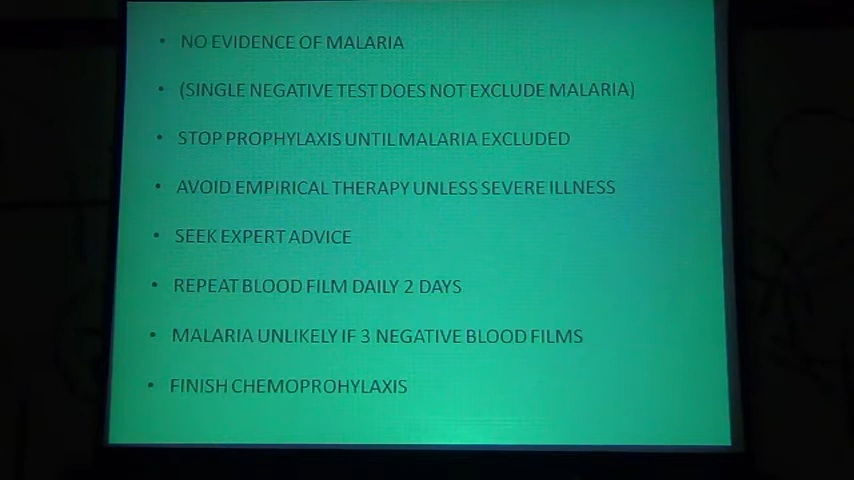 • NO EVIDENCE OF MALARIA
• (SINGLE NEGATIVE TEST DOES NOT EXCLUDE MALARIA)
• STOP PROPHYLAXIS UNTIL MALARIA EXCLUDED
• AVOID EMPIRICAL THERAPY UNLESS SEVERE ILLNESS
• SEEK EXPERT ADVICE
• REPEAT BLOOD FILM DAILY 2 DAYS
• MALARIA UNLIKELY IF 3 NEGATIVE BLOOD FILMS
• FINISH CHEMOPROHYLAXIS